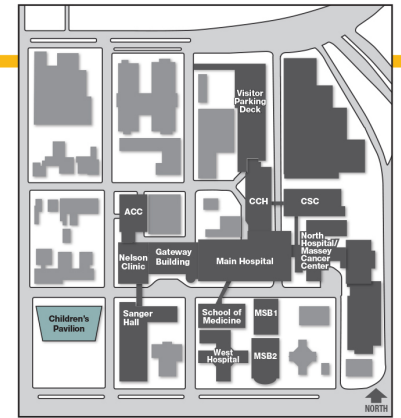 Visitor
Parking
Deck
ACC
CCH
CSC
Nelson
Clinic
Gateway
Building
Main Hospital
North
Hospital/
Massey
Cancer
Center
Children's
Pavilion
Sanger
Hall
School of
Medicine
MSB1
West
Hospital
MSB2
NORTH